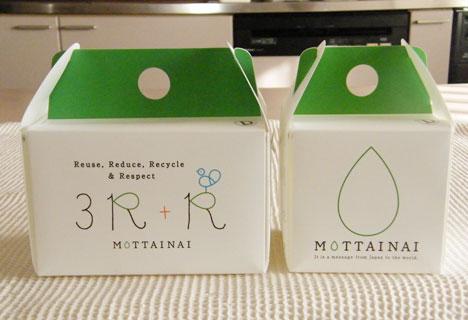 Reuse, Reduce, Recycle
& Respect
3R + R
MOTTAINAI
MOTTAINAI
It is a message from Japan to the world.